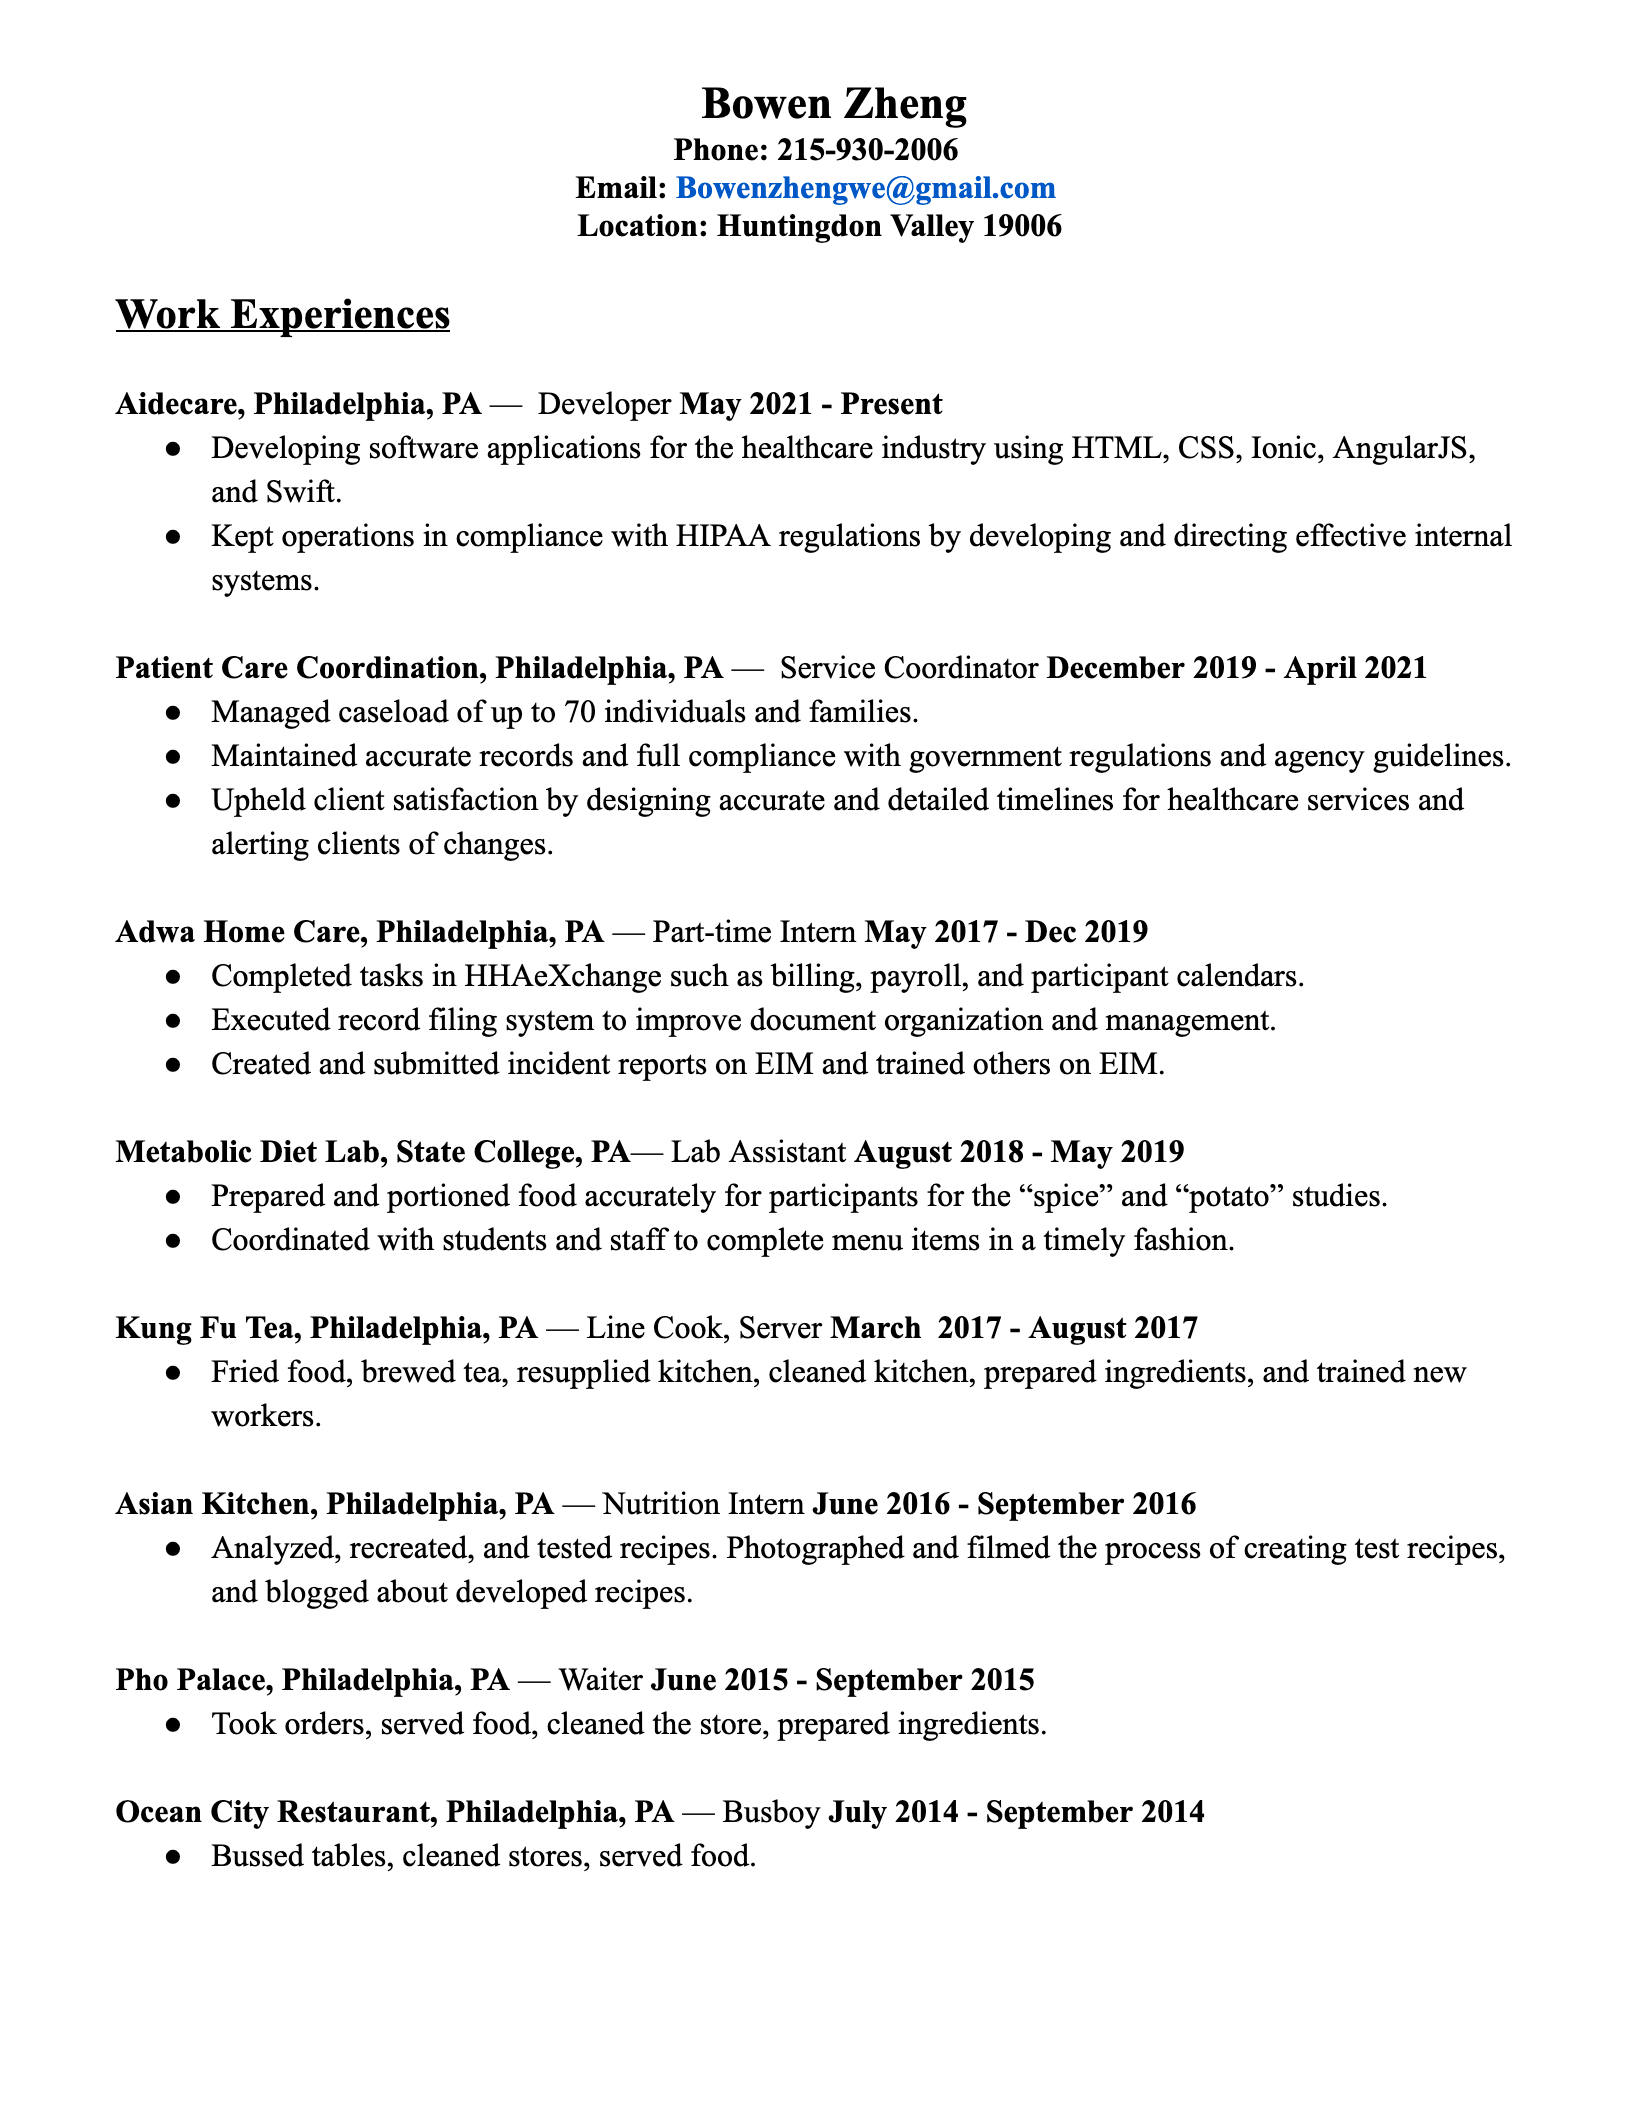 Bowen Zheng
Phone: 215-930-2006
Email: Bowenzhengwe@gmail.com
Location: Huntingdon Valley 19006
Work Experiences
Aidecare, Philadelphia, PA — Developer May 2021 - Present
● Developing software applications for the healthcare industry using HTML, CSS, Ionic, AngularJS,
and Swift.
● Kept operations in compliance with HIPAA regulations by developing and directing effective internal
systems.
Patient Care Coordination, Philadelphia, PA — Service Coordinator December 2019 - April 2021
● Managed caseload of up to 70 individuals and families.
● Maintained accurate records and full compliance with government regulations and agency guidelines.
● Upheld client satisfaction by designing accurate and detailed timelines for healthcare services and
alerting clients of changes.
Adwa Home Care, Philadelphia, PA — Part-time Intern May 2017 - Dec 2019
● Completed tasks in HHAeXchange such as billing, payroll, and participant calendars.
● Executed record filing system to improve document organization and management.
● Created and submitted incident reports on EIM and trained others on EIM.
Metabolic Diet Lab, State College, PA— Lab Assistant August 2018 - May 2019
● Prepared and portioned food accurately for participants for the “spice” and “potato” studies.
● Coordinated with students and staff to complete menu items in a timely fashion.
Kung Fu Tea, Philadelphia, PA — Line Cook, Server March  2017 - August 2017
● Fried food, brewed tea, resupplied kitchen, cleaned kitchen, prepared ingredients, and trained new
workers.
Asian Kitchen, Philadelphia, PA — Nutrition Intern June 2016 - September 2016
● Analyzed, recreated, and tested recipes. Photographed and filmed the process of creating test recipes,
and blogged about developed recipes.
Pho Palace, Philadelphia, PA — Waiter June 2015 - September 2015
● Took orders, served food, cleaned the store, prepared ingredients.
Ocean City Restaurant, Philadelphia, PA — Busboy July 2014 - September 2014
● Bussed tables, cleaned stores, served food.